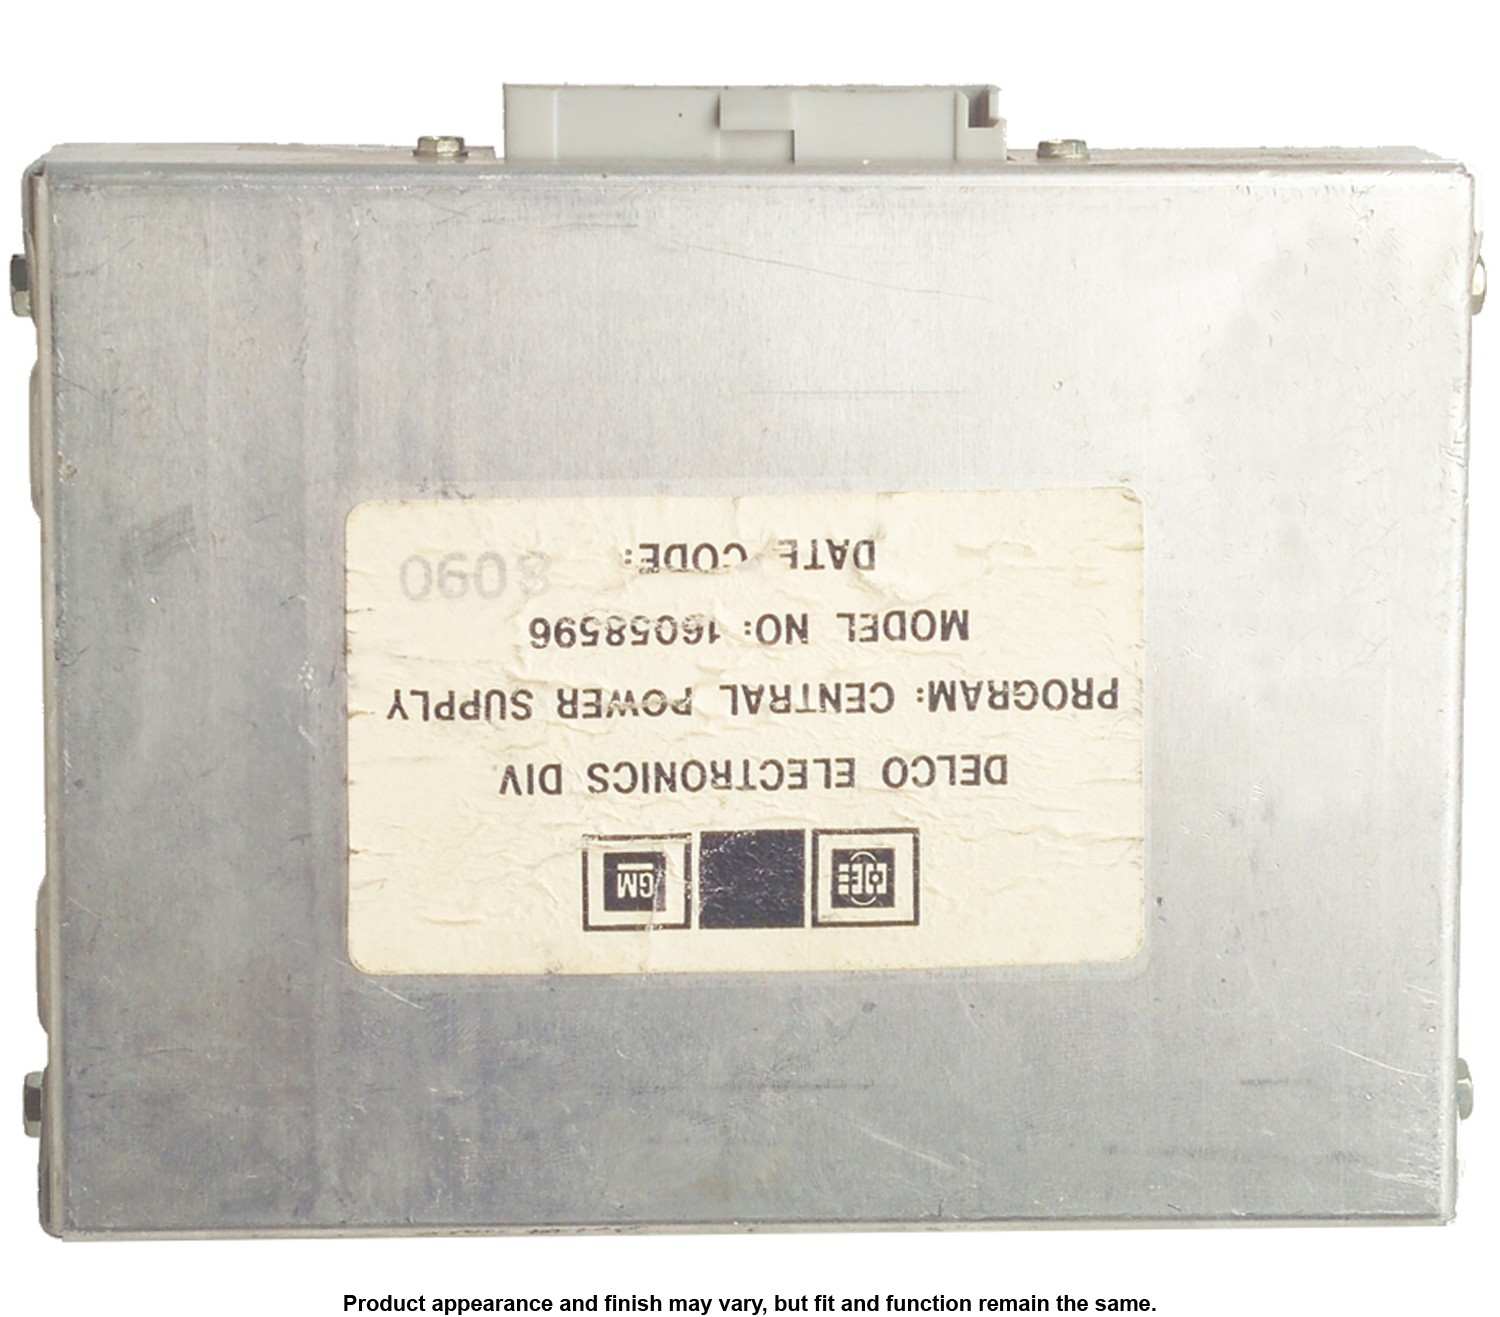 DE GM
DELCO ELECTRONICS DIV
PROGRAM: CENTRAL POWER SUPPLY
MODEL NO: 16058596
DATE CODE:
Product appearance and finish may vary, but fit and function remain the same.